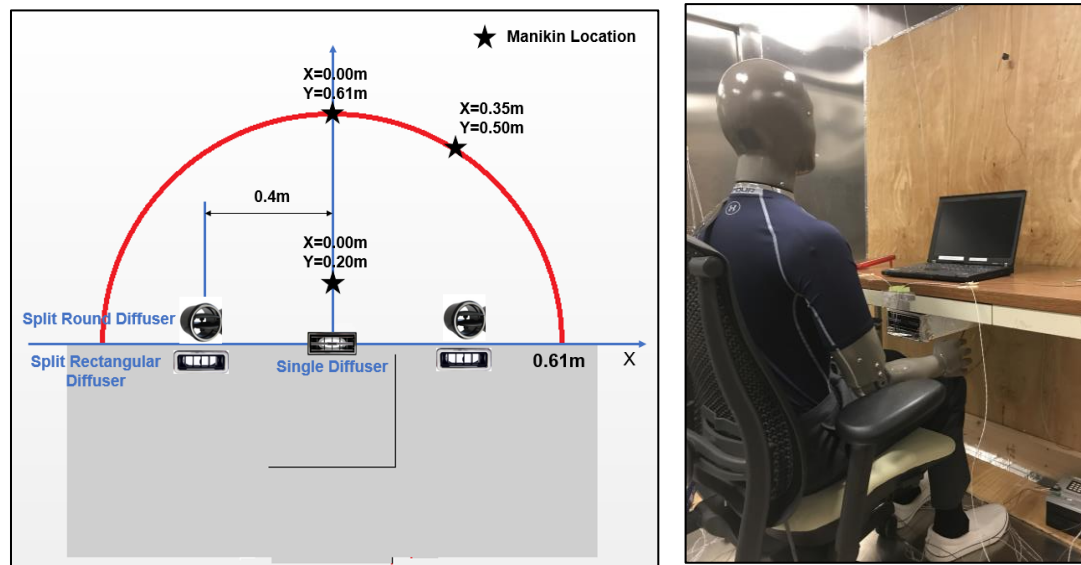 Manikin Location
X=0.00m
Y=0.61m
X=0.35m
Y=0.50m
0.4m
X=0.00m
Y=0.20m
Split Round Diffuser
Split Rectangular
Diffuser
Single Diffuser
0.61m
X